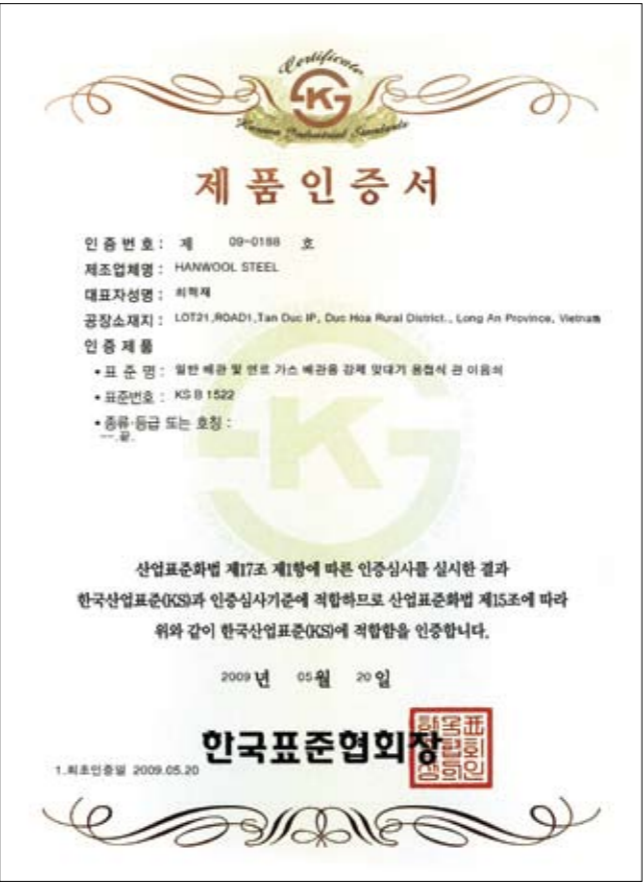 Certificate
KS
Korean Industrial Standards
제품인증서
인증번호 : 제 09-0188 호
제조업체명 : HANWOOL STEEL
대표자성명 : 최혁재
공장소재지 : LOT21,ROAD1,Tan Duc IP, Duc Hoa Rural District., Long An Province, Vietnam
인증제품
• 표준명 : 일반 배관 및 연료 가스 배관용 강제 맞대기 용접식 관 이음쇠
• 표준번호 : KS B 1522
• 종류·등급 또는 호칭 :
--.끝.
산업표준화법 제17조 제1항에 따른 인증심사를 실시한 결과
한국산업표준(KS)과 인증심사기준에 적합하므로 산업표준화법 제15조에 따라
위와 같이 한국산업표준(KS)에 적합함을 인증합니다.
2009 년 05 월 20 일
한국표준협회장
1.최초인증일 2009.05.20